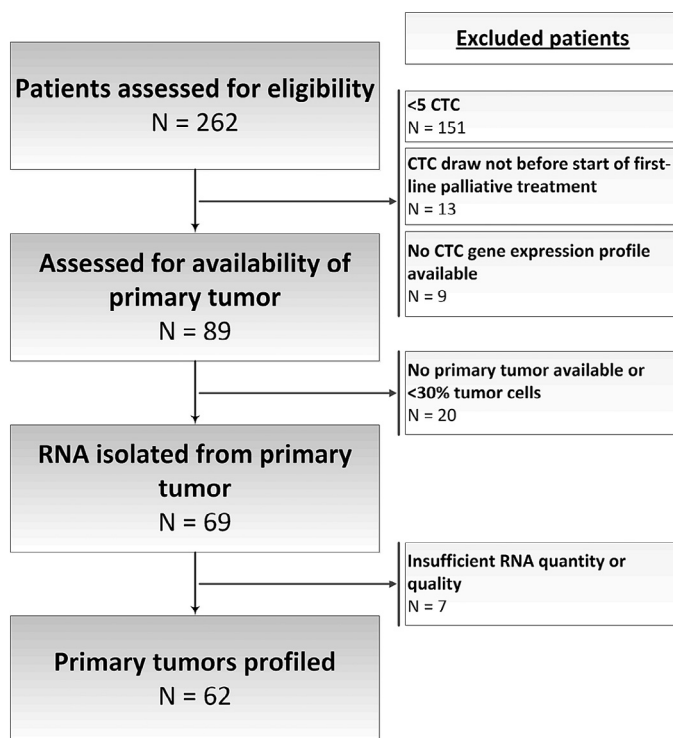 Excluded patients
Patients assessed for eligibility
N = 262
<5 CTC
N = 151
CTC draw not before start of first-
line palliative treatment
N = 13
No CTC gene expression profile
available
N = 9
Assessed for availability of
primary tumor
N = 89
No primary tumor available or
<30% tumor cells
N = 20
RNA isolated from primary
tumor
N = 69
Insufficient RNA quantity or
quality
N = 7
Primary tumors profiled
N = 62